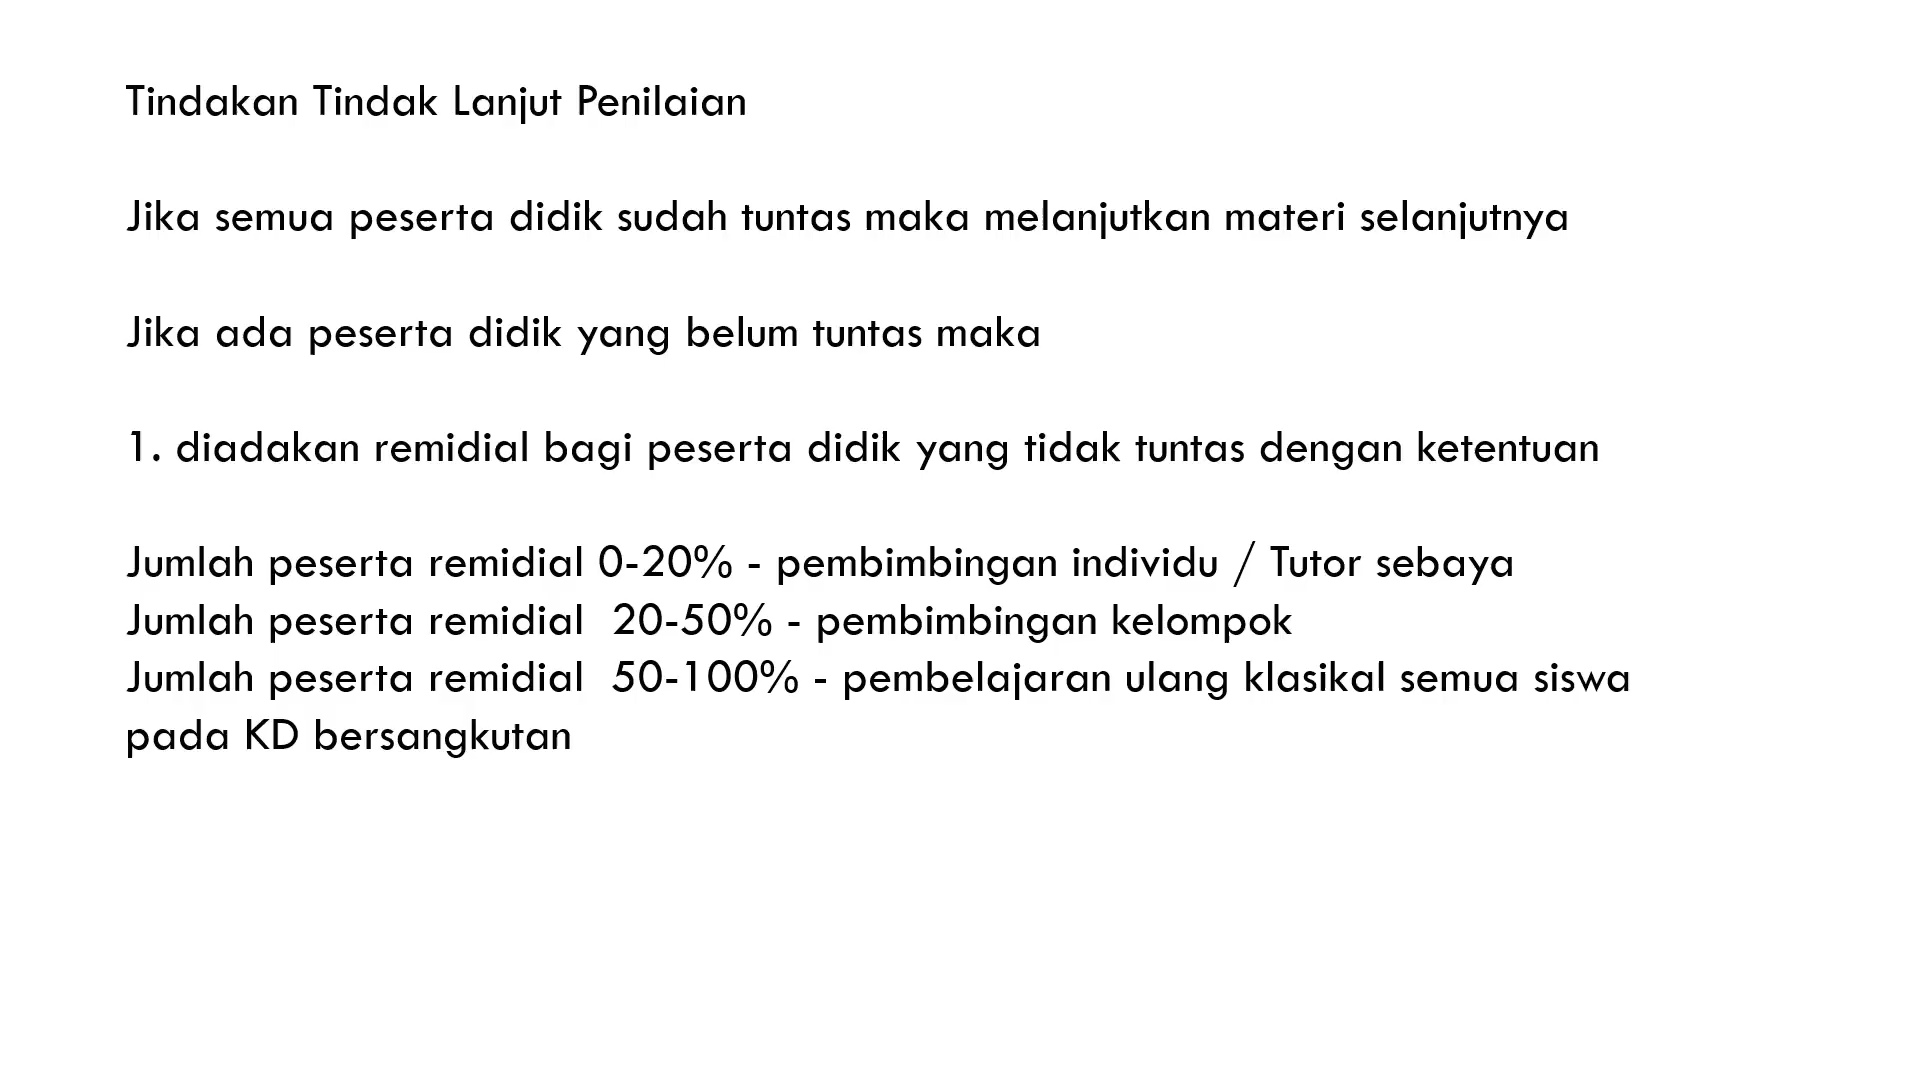 Tindakan Tindak Lanjut Penilaian
Jika semua peserta didik sudah tuntas maka melanjutkan materi selanjutnya
Jika ada peserta didik yang belum tuntas maka
1. diadakan remidial bagi peserta didik yang tidak tuntas dengan ketentuan
Jumlah peserta remidial 0-20% - pembimbingan individu / Tutor sebaya
Jumlah peserta remidial  20-50% - pembimbingan kelompok
Jumlah peserta remidial  50-100% - pembelajaran ulang klasikal semua siswa
pada KD bersangkutan